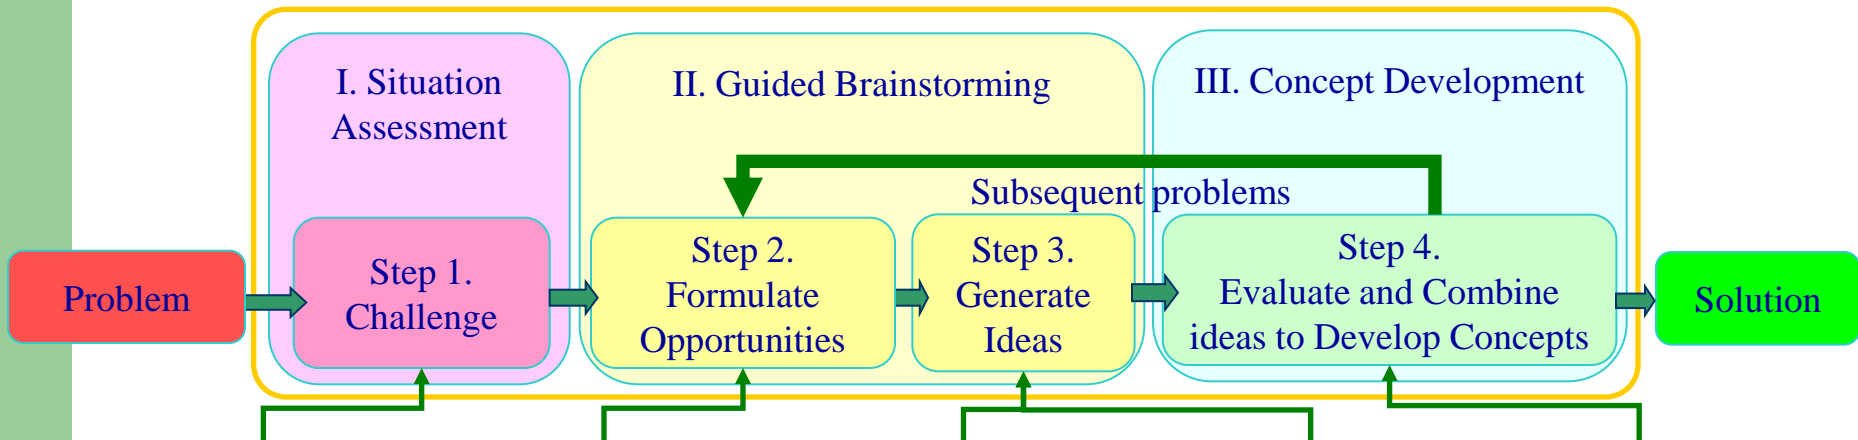 I. Situation
Assessment
II. Guided Brainstorming
III. Concept Development
Subsequent problems
Problem
Step 1.
Challenge
Step 2.
Formulate
Opportunities
Step 3.
Generate
Ideas
Step 4.
Evaluate and Combine
ideas to Develop Concepts
Solution